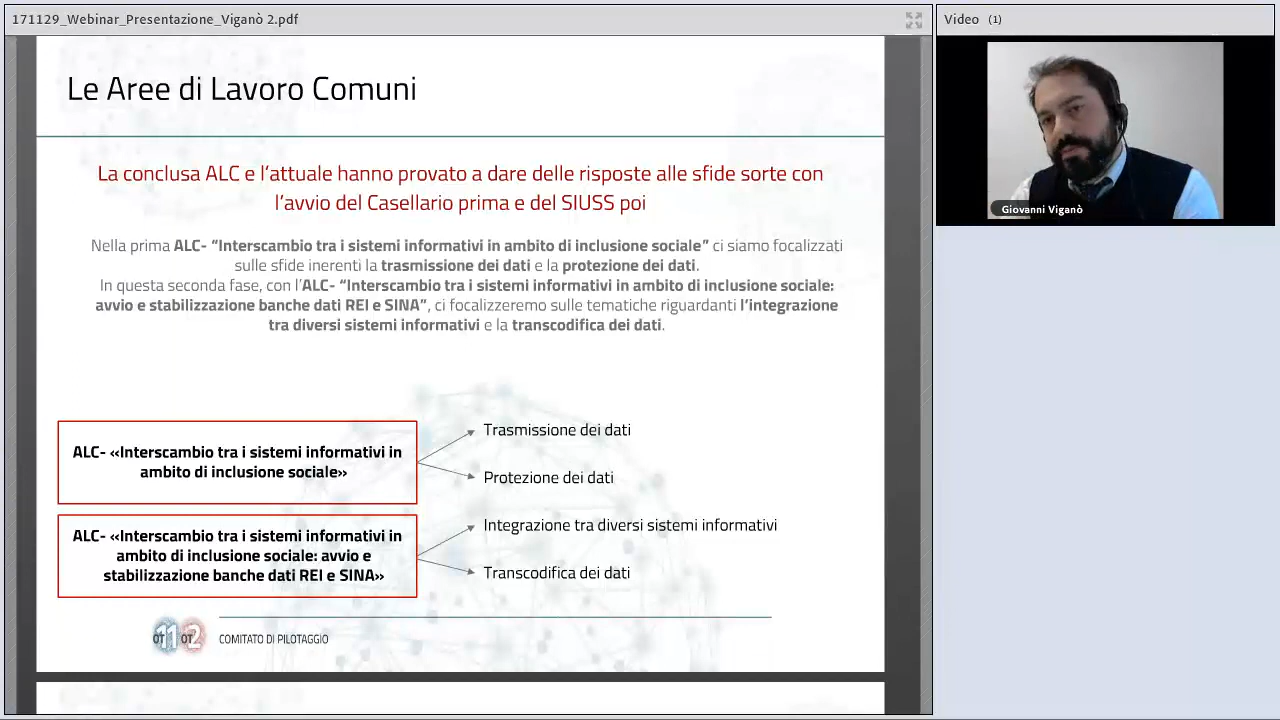 171129_Webinar_Presentazione_Viganò 2.pdf
Video (1)
Le Aree di Lavoro Comuni
La conclusa ALC e l'attuale hanno provato a dare delle risposte alle sfide sorte con
l'avvio del Casellario prima e del SIUSS poi
Nella prima ALC- "Interscambio tra i sistemi informativi in ambito di inclusione sociale" ci siamo focalizzati
sulle sfide inerenti la trasmissione dei dati e la protezione dei dati.
In questa seconda fase, con l'ALC- "Interscambio tra i sistemi informativi in ambito di inclusione sociale:
avvio e stabilizzazione banche dati REI e SINA", ci focalizzeremo sulle tematiche riguardanti l'integrazione
tra diversi sistemi informativi e la transcodifica dei dati.
ALC- «Interscambio tra i sistemi informativi in
ambito di inclusione sociale»
Trasmissione dei dati
Protezione dei dati
ALC- «Interscambio tra i sistemi informativi in
ambito di inclusione sociale: avvio e
stabilizzazione banche dati REI e SINA»
Integrazione tra diversi sistemi informativi
Transcodifica dei dati
OT11 OT2
COMITATO DI PILOTAGGIO
Giovanni Viganò